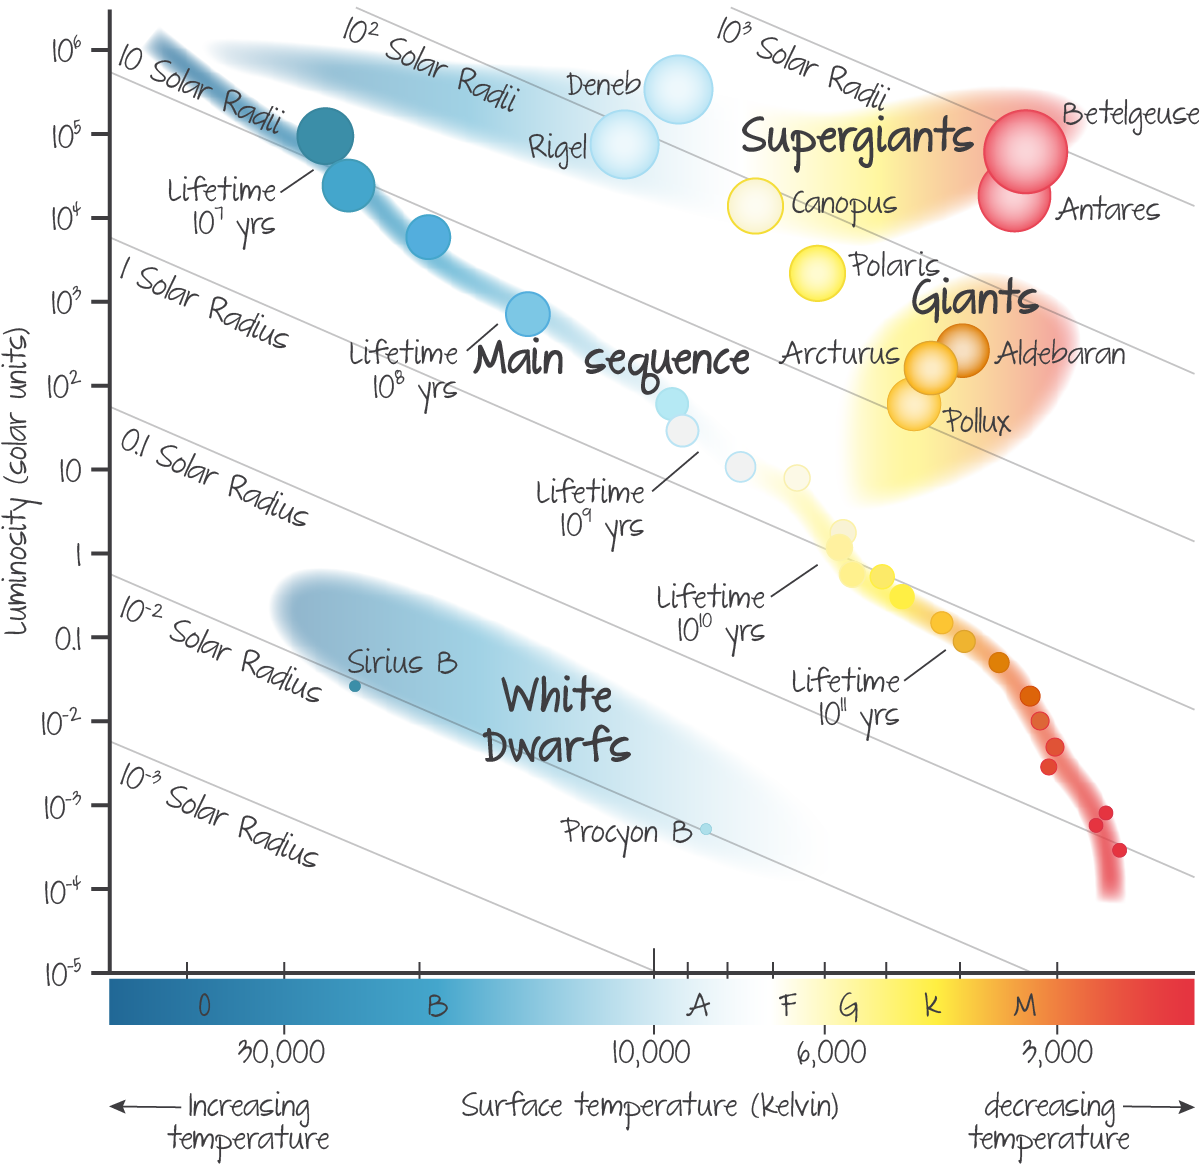 10⁶
10⁵
10⁴
10³
10²
10
1
0.1
10⁻²
10⁻³
10⁻⁴
10⁻⁵
Luminosity (solar units)
10 Solar Radii
10² Solar Radii
10³ Solar Radii
1 Solar Radius
0.1 Solar Radius
10⁻² Solar Radius
10⁻³ Solar Radius
Deneb
Rigel
Supergiants
Betelgeuse
Antares
Canopus
Polaris
Giants
Arcturus
Aldebaran
Pollux
Lifetime
10⁷ yrs
Lifetime
10⁸ yrs
Main sequence
Lifetime
10⁹ yrs
Lifetime
10¹⁰ yrs
Lifetime
10¹¹ yrs
Sirius B
White
Dwarfs
Procyon B
O B A F G K M
30,000 10,000 6,000 3,000
Increasing
temperature
Surface temperature (Kelvin)
decreasing
temperature